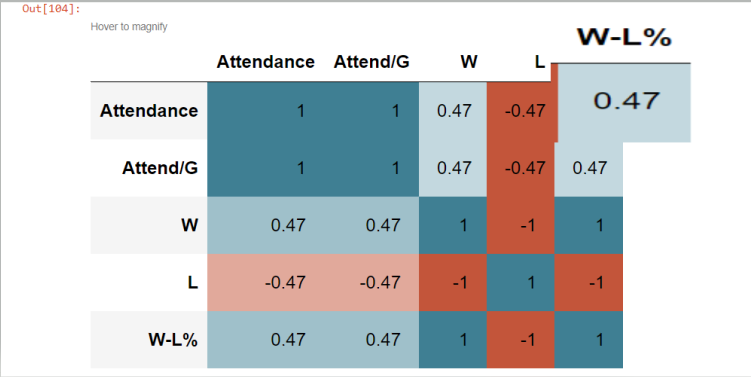 Out[104]:
Hover to magnify
Attendance Attend/G W L W-L%
Attendance 1 1 0.47 -0.47 0.47
Attend/G 1 1 0.47 -0.47 0.47
W 0.47 0.47 1 -1 1
L -0.47 -0.47 -1 1 -1
W-L% 0.47 0.47 1 -1 1